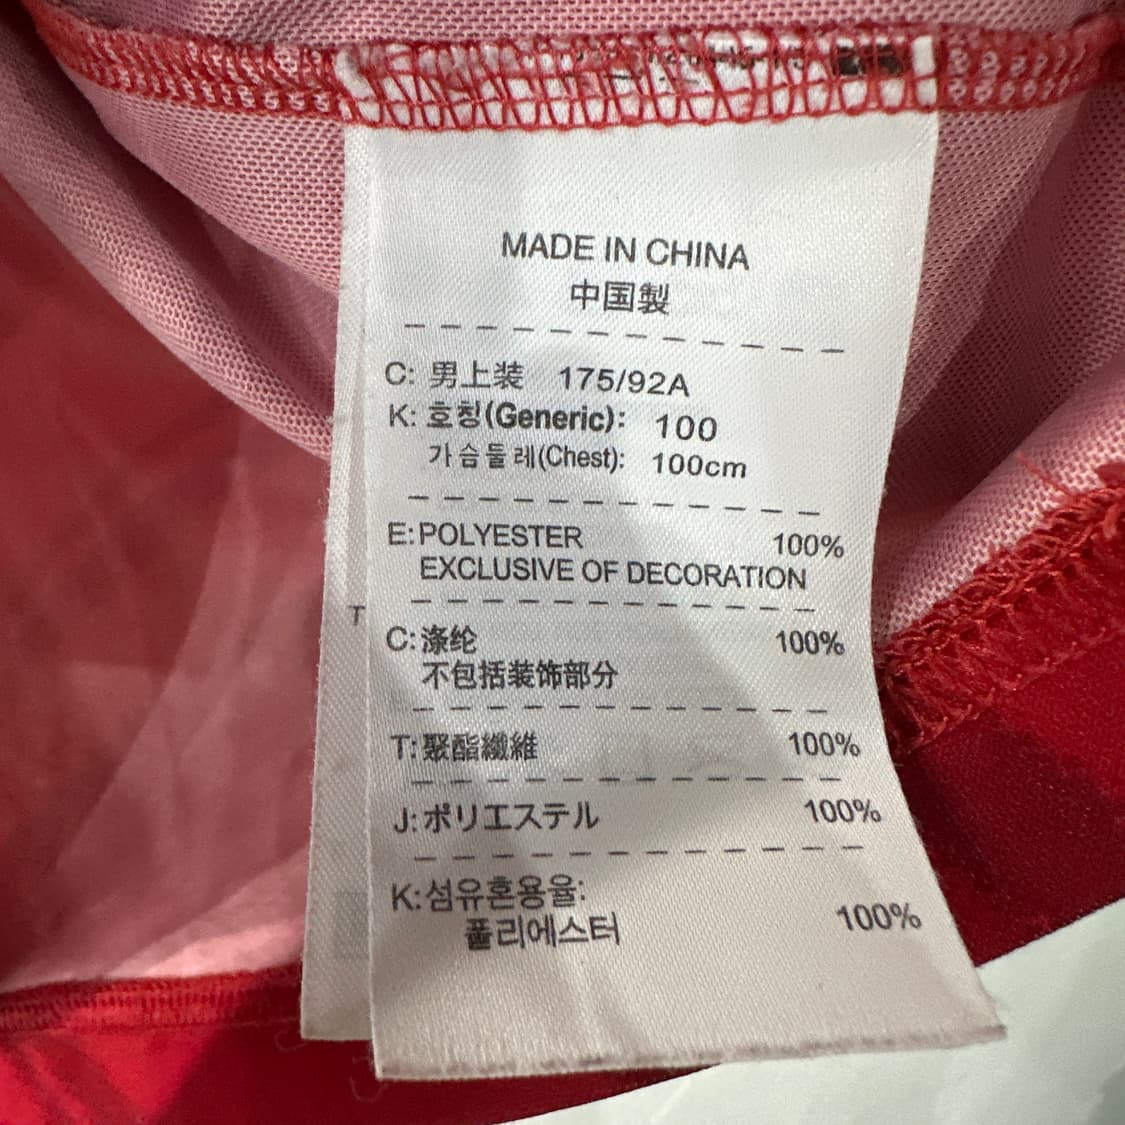 MADE IN CHINA
中国製
C: 男上装 175/92A
K: 호칭(Generic): 100
가슴둘레(Chest): 100cm
E: POLYESTER 100%
EXCLUSIVE OF DECORATION
C: 涤纶 100%
不包括装饰部分
T: 聚酯纖維 100%
J: ポリエステル 100%
K: 섬유혼용율:
폴리에스터 100%
T